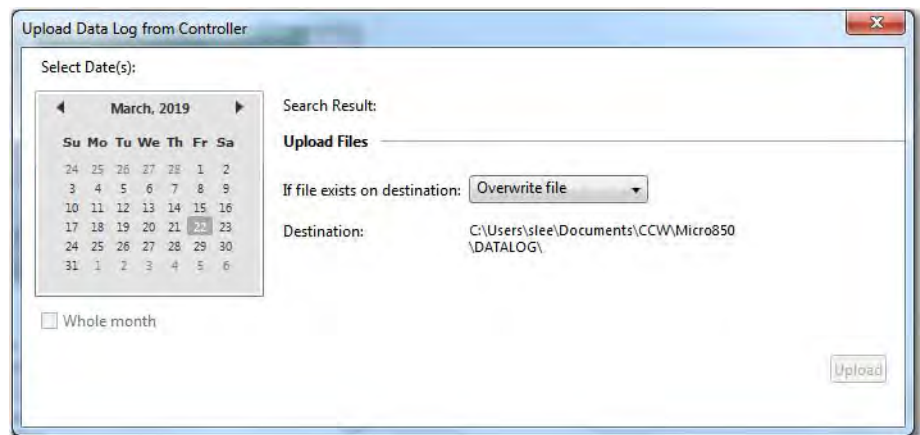 Upload Data Log from Controller
Select Date(s):
March, 2019
Su Mo Tu We Th Fr Sa
24 25 26 27 28 1 2
3 4 5 6 7 8 9
10 11 12 13 14 15 16
17 18 19 20 21 22 23
24 25 26 27 28 29 30
31 1 2 3 4 5 6
Whole month
Search Result:
Upload Files
If file exists on destination: Overwrite file
Destination: C:\Users\slee\Documents\CCW\Micro850
\DATALOG\
Upload